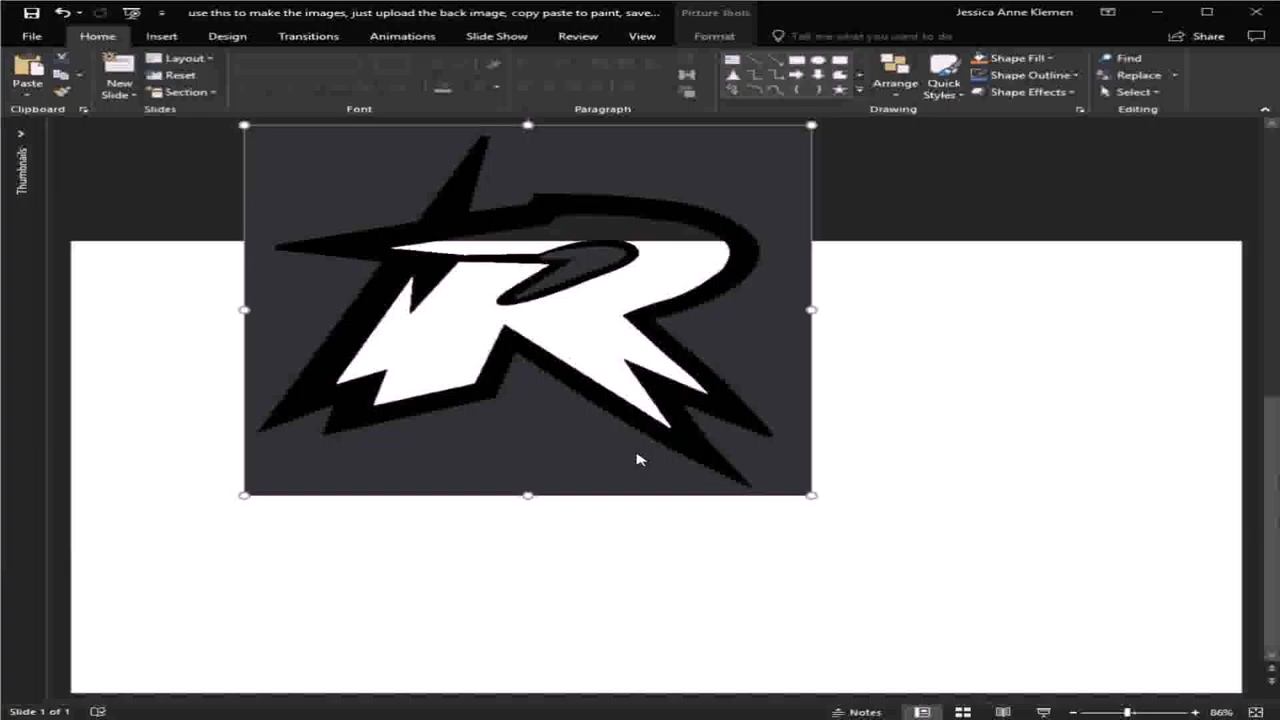 use this to make the images, just upload the back image, copy paste to paint, save... Picture Tools Jessica Anne Klemen
File Home Insert Design Transitions Animations Slide Show Review View Format Tell me what you want to do Share
Paste New Slide Layout Reset Section Arrange Quick Styles Shape Fill Shape Outline Shape Effects Find Replace Select
Clipboard Slides Font Paragraph Drawing Editing
Thumbnails
R
Slide 1 of 1 Notes 86%